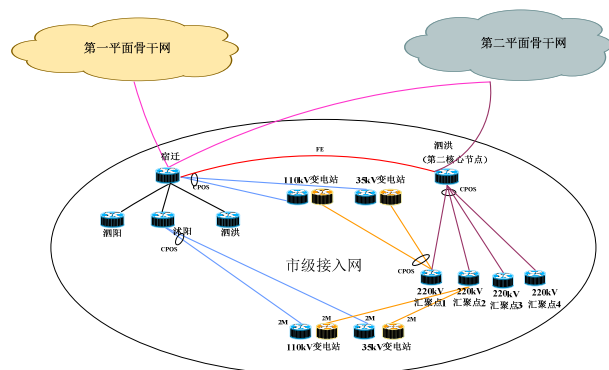 第一平面骨干网
第二平面骨干网
FE
宿迁
泗洪
（第二核心节点）
CPOS
110kV变电站
35kV变电站
CPOS
泗阳
沭阳
泗洪
CPOS
市级接入网
CPOS
220kV
汇聚点1
220kV
汇聚点2
220kV
汇聚点3
220kV
汇聚点4
2M
2M
2M
2M
110kV变电站
35kV变电站